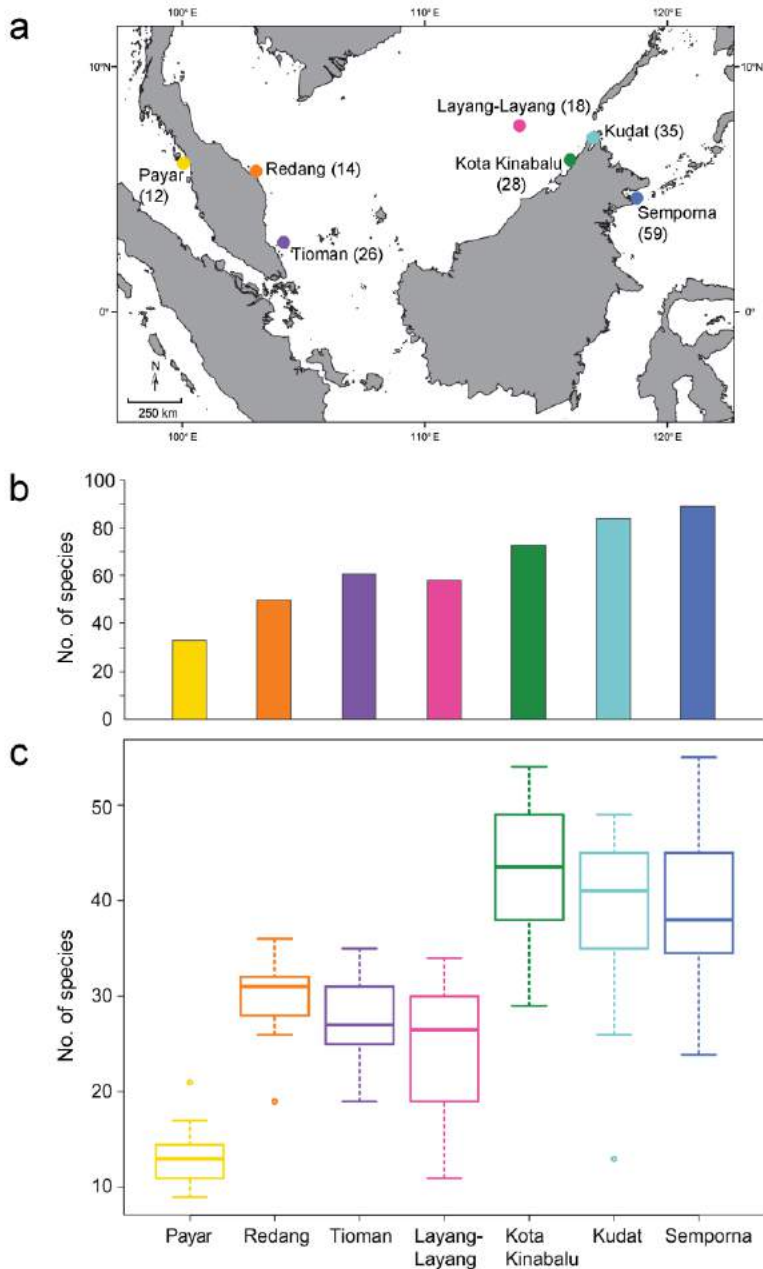 a
100°E
110°E
120°E
10°N
10°N
Layang-Layang (18)
Kudat (35)
Payar
(12)
Redang (14)
Kota Kinabalu
(28)
Semporna
(59)
Tioman (26)
0°
0°
N
250 km
100°E
110°E
120°E
b
No. of species
100
80
60
40
20
0
c
No. of species
50
40
30
20
10
Payar
Redang
Tioman
Layang-
Layang
Kota
Kinabalu
Kudat
Semporna